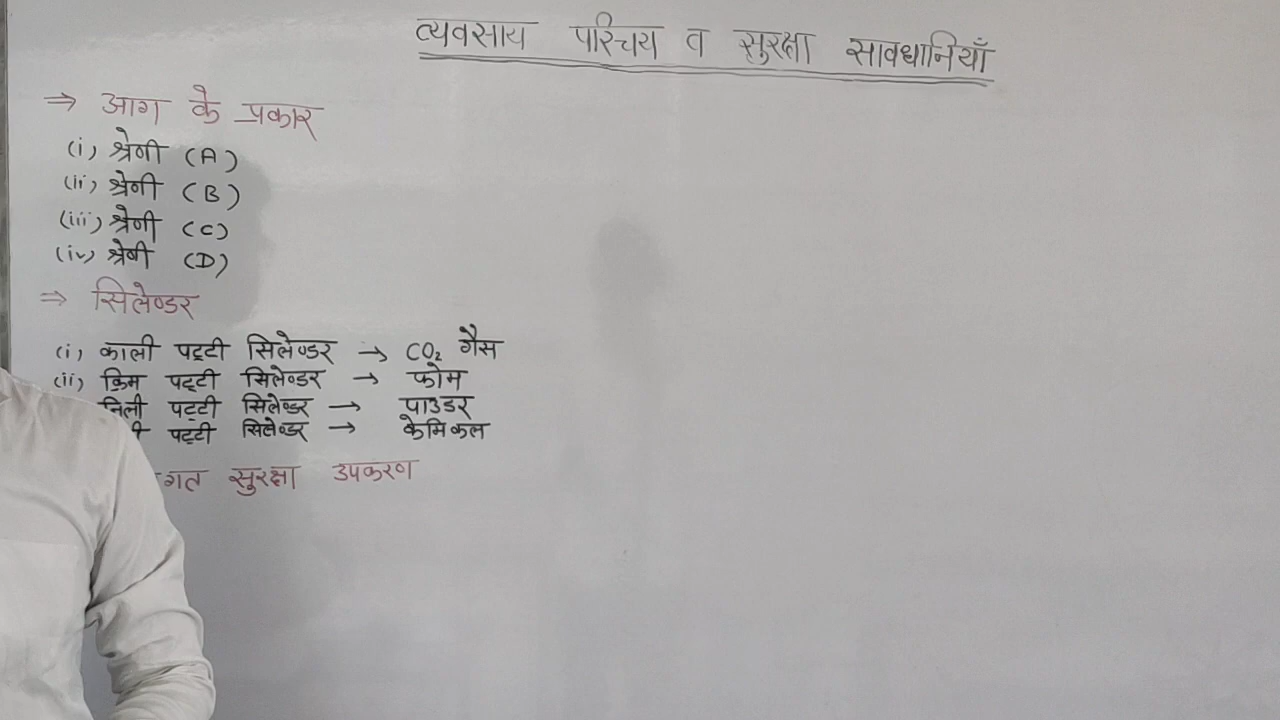 व्यवसाय परिचय व सुरक्षा सावधानियाँ
⇒ आग के प्रकार
(i) श्रेणी (A)
(ii) श्रेणी (B)
(iii) श्रेणी (C)
(iv) श्रेणी (D)
⇒ सिलेण्डर
(i) काली पट्टी सिलेण्डर → CO₂ गैस
(ii) क्रिम पट्टी सिलेण्डर → फोम
निली पट्टी सिलेण्डर → पाउडर
पट्टी सिलेण्डर → केमिकल
गत सुरक्षा उपकरण